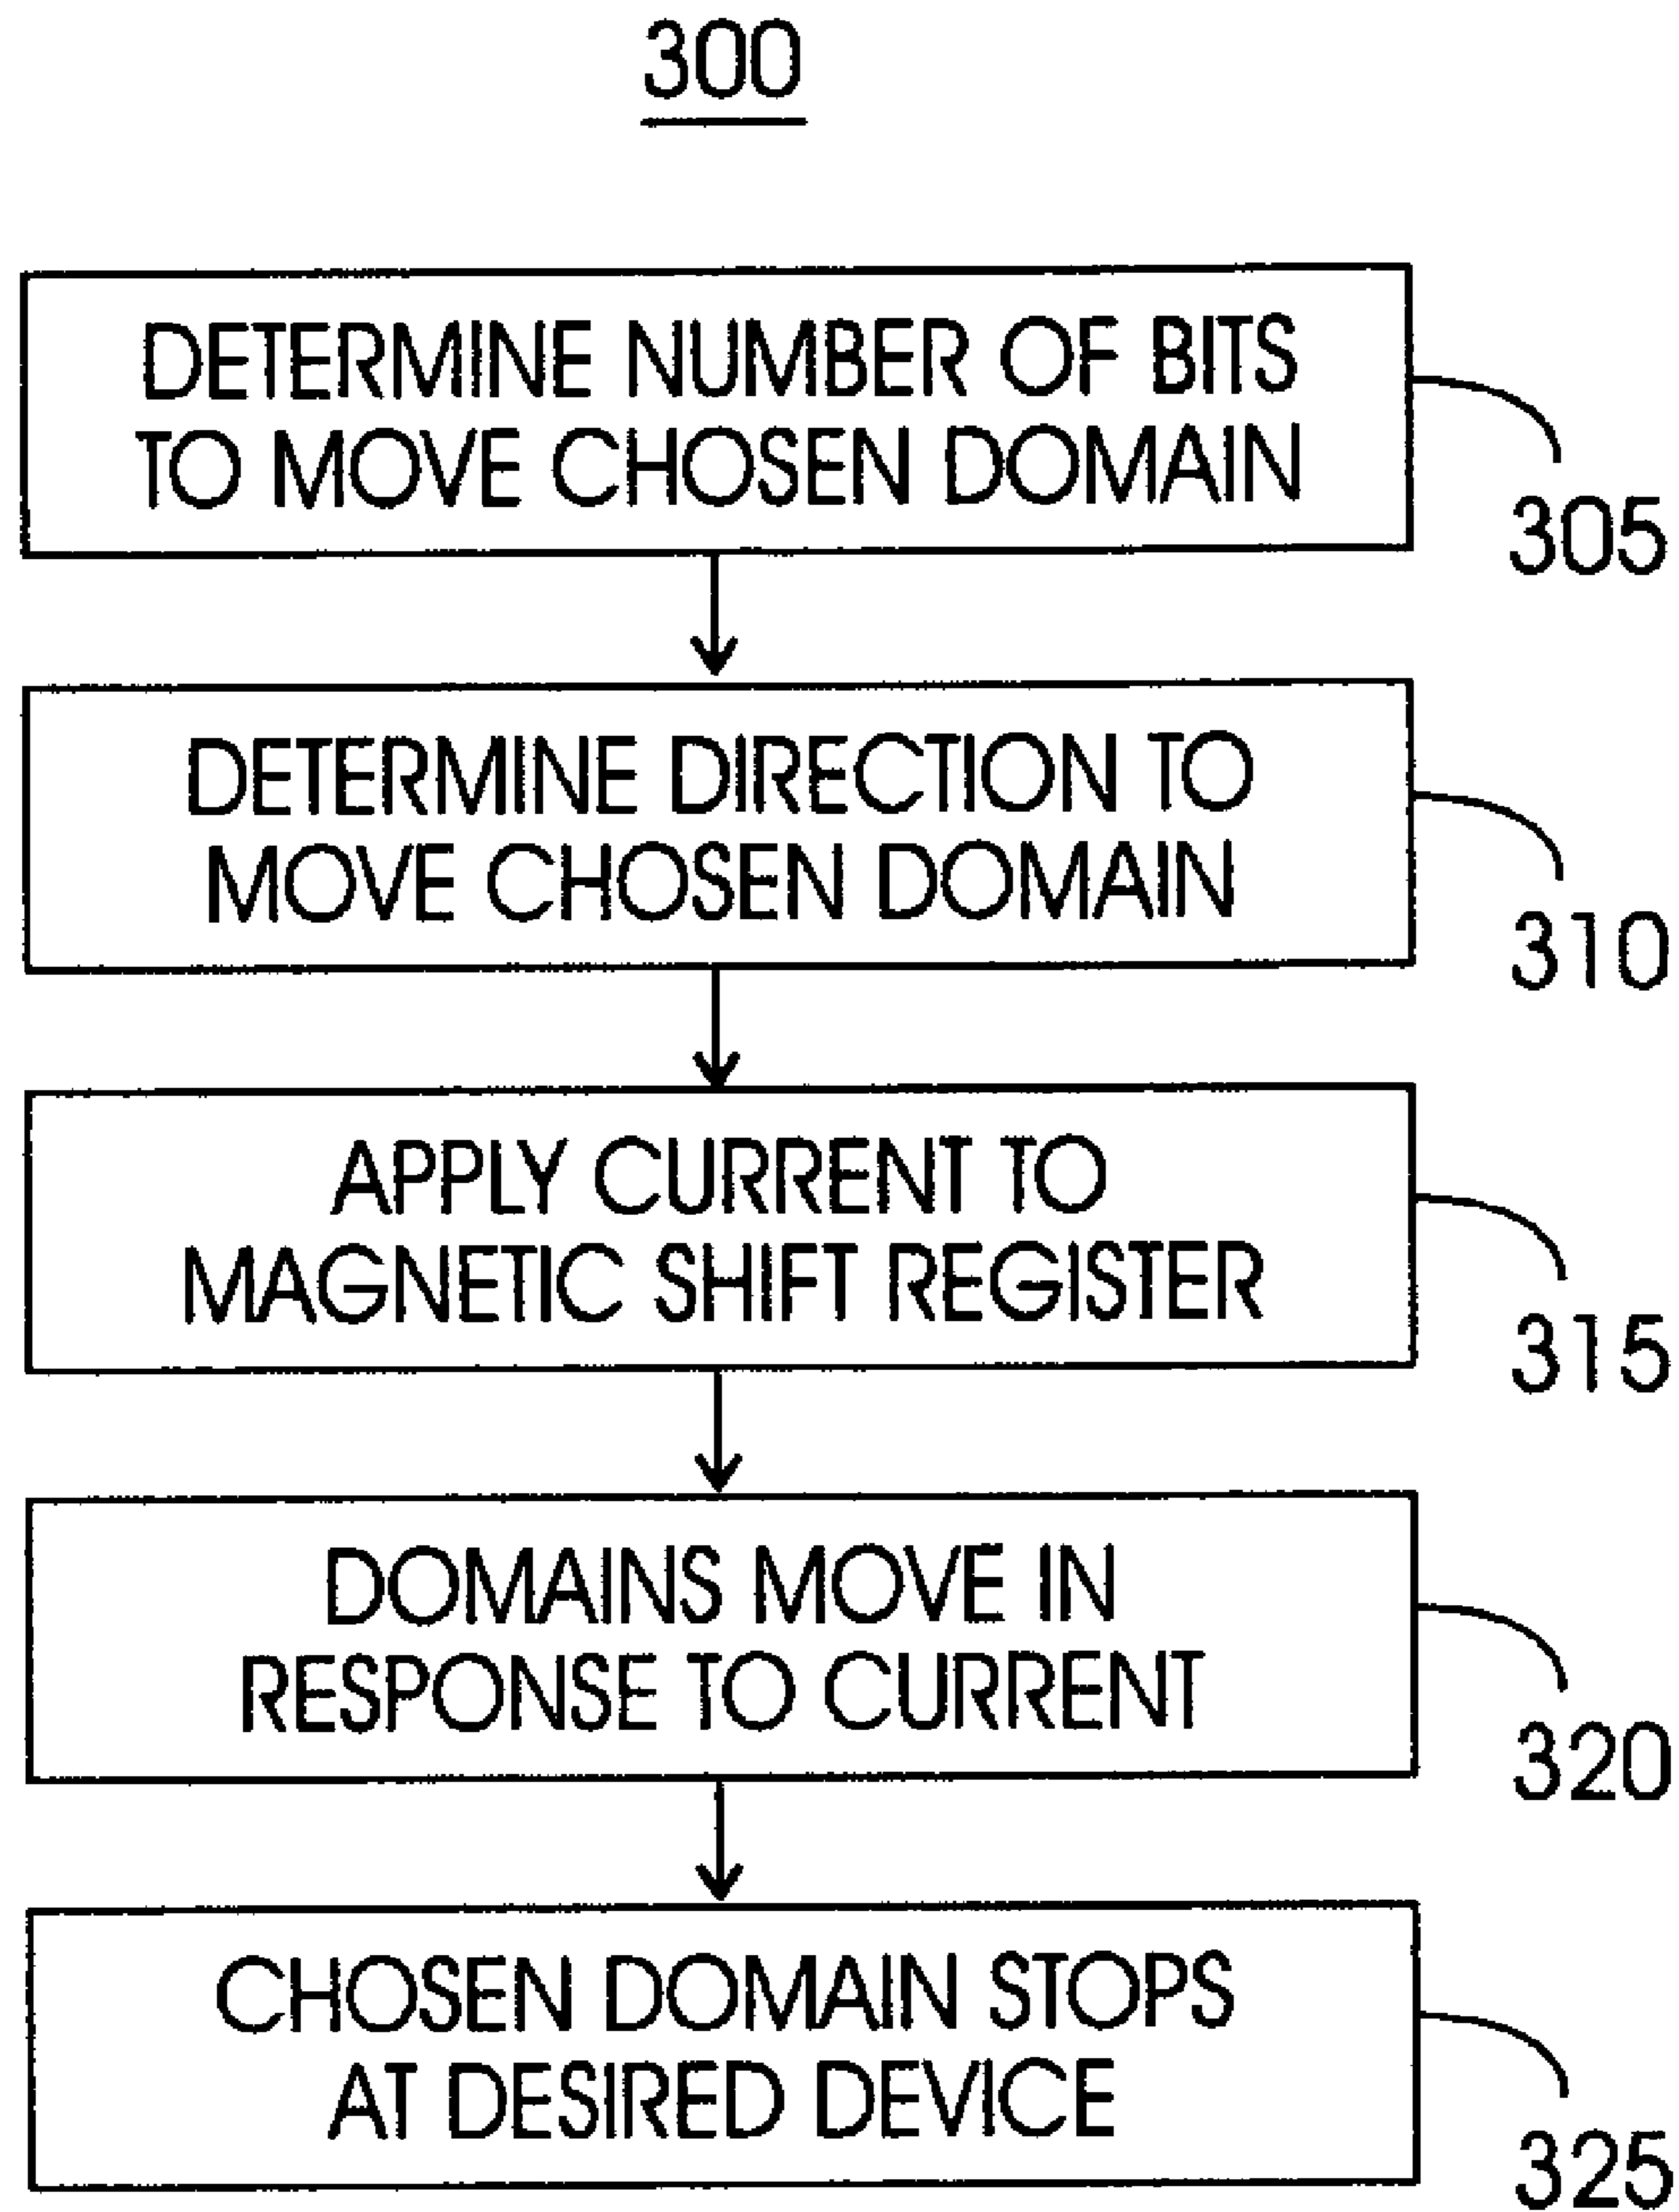 300
DETERMINE NUMBER OF BITS
TO MOVE CHOSEN DOMAIN
305
DETERMINE DIRECTION TO
MOVE CHOSEN DOMAIN
310
APPLY CURRENT TO
MAGNETIC SHIFT REGISTER
315
DOMAINS MOVE IN
RESPONSE TO CURRENT
320
CHOSEN DOMAIN STOPS
AT DESIRED DEVICE
325